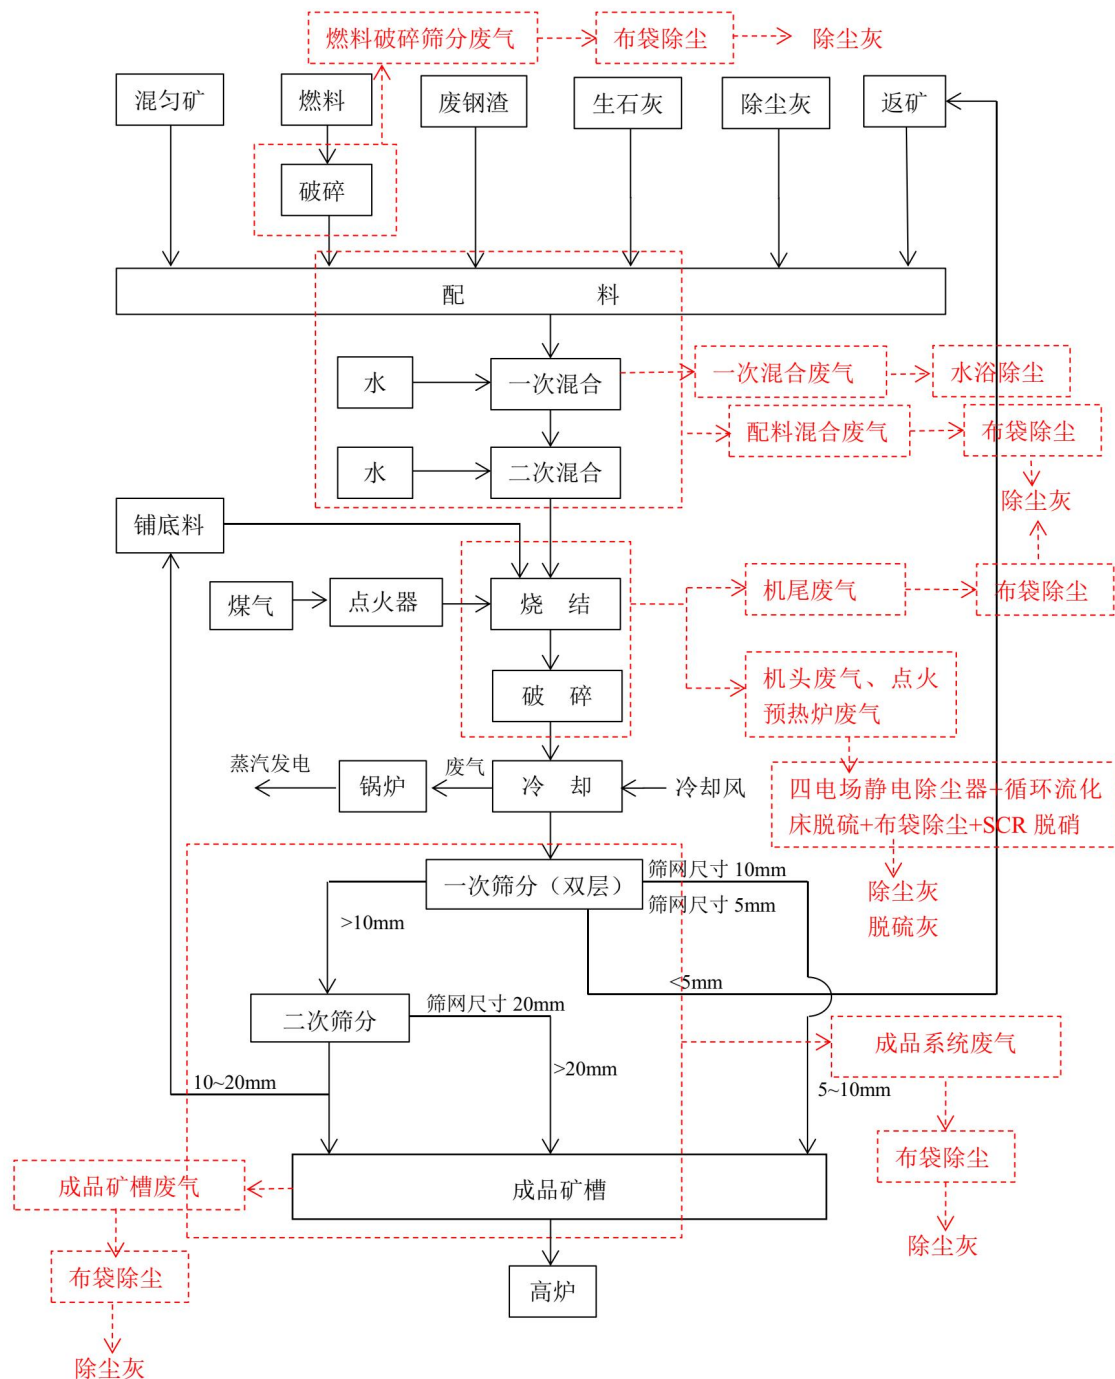 燃料破碎筛分废气
布袋除尘
除尘灰
混匀矿
燃料
废钢渣
生石灰
除尘灰
返矿
破碎
配 料
水
一次混合
一次混合废气
水浴除尘
配料混合废气
布袋除尘
水
二次混合
除尘灰
铺底料
煤气
点火器
烧 结
机尾废气
布袋除尘
破 碎
机头废气、点火
预热炉废气
蒸汽发电
锅炉
废气
冷 却
冷却风
四电场静电除尘器+循环流化
床脱硫+布袋除尘+SCR 脱硝
一次筛分（双层）
筛网尺寸 10mm
筛网尺寸 5mm
除尘灰
脱硫灰
>10mm
<5mm
二次筛分
筛网尺寸 20mm
成品系统废气
10~20mm
>20mm
5~10mm
布袋除尘
成品矿槽废气
成品矿槽
除尘灰
布袋除尘
高炉
除尘灰